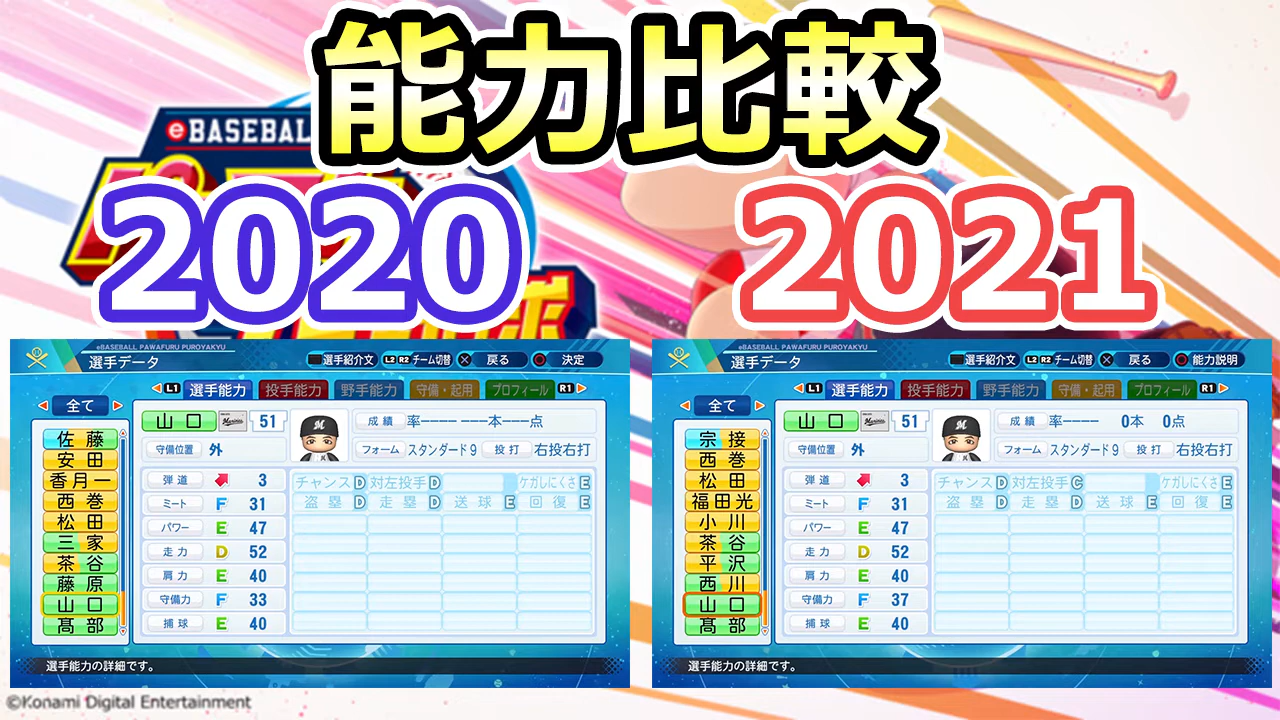 能力比較
eBASEBALL
2020
2021
eBASEBALL PAWAFURU PUROYAKYU
選手データ
選手紹介文 L2 R2 チーム切替 戻る 決定
L1 選手能力 投手能力 野手能力 守備・起用 プロフィール R1
全て
佐藤
安田
香月一
西巻
松田
三家
茶谷
藤原
山口
髙部
山口 Marines 51
守備位置 外
成績 率---- ---本---点
フォーム スタンダード9 投打 右投右打
弾道 3
ミート F 31
パワー E 47
走力 D 52
肩力 E 40
守備力 F 33
捕球 E 40
チャンスD 対左投手D ケガしにくさE
盗塁D 走塁D 送球E 回復E
選手能力の詳細です。
eBASEBALL PAWAFURU PUROYAKYU
選手データ
選手紹介文 L2 R2 チーム切替 戻る 能力説明
L1 選手能力 投手能力 野手能力 守備・起用 プロフィール R1
全て
宗接
西巻
松田
福田光
小川
茶谷
平沢
西川
山口
髙部
山口 Marines 51
守備位置 外
成績 率---- 0本 0点
フォーム スタンダード9 投打 右投右打
弾道 3
ミート F 31
パワー E 47
走力 D 52
肩力 E 40
守備力 F 37
捕球 E 40
チャンスD 対左投手C ケガしにくさE
盗塁D 走塁D 送球E 回復E
選手能力の詳細です。
©Konami Digital Entertainment